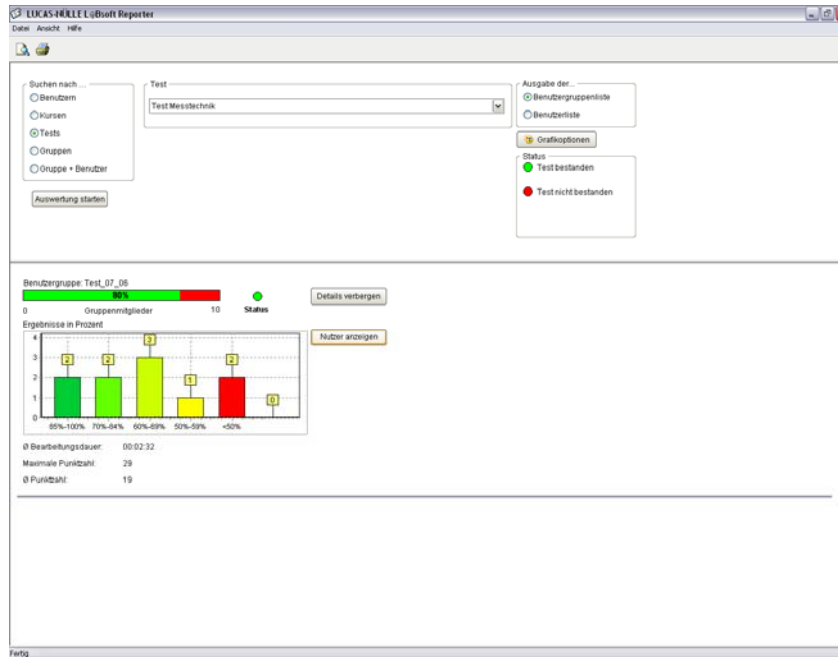 LUCAS-NÜLLE L@Bsoft Reporter
Datei Ansicht Hilfe
Suchen nach ...
Benutzern
Kursen
Tests
Gruppen
Gruppe + Benutzer
Auswertung starten
Test
Test Messtechnik
Ausgabe der...
Benutzergruppenliste
Benutzerliste
Grafikoptionen
Status
Test bestanden
Test nicht bestanden
Benutzergruppe: Test_07_06
80%
0 Gruppenmitglieder 10 Status
Details verbergen
Ergebnisse in Prozent
Nutzer anzeigen
4
3
2
1
0
2 2 3 1 2 0
85%-100% 70%-84% 60%-69% 50%-59% <50%
Ø Bearbeitungsdauer: 00:02:32
Maximale Punktzahl: 29
Ø Punktzahl: 19
Fertig